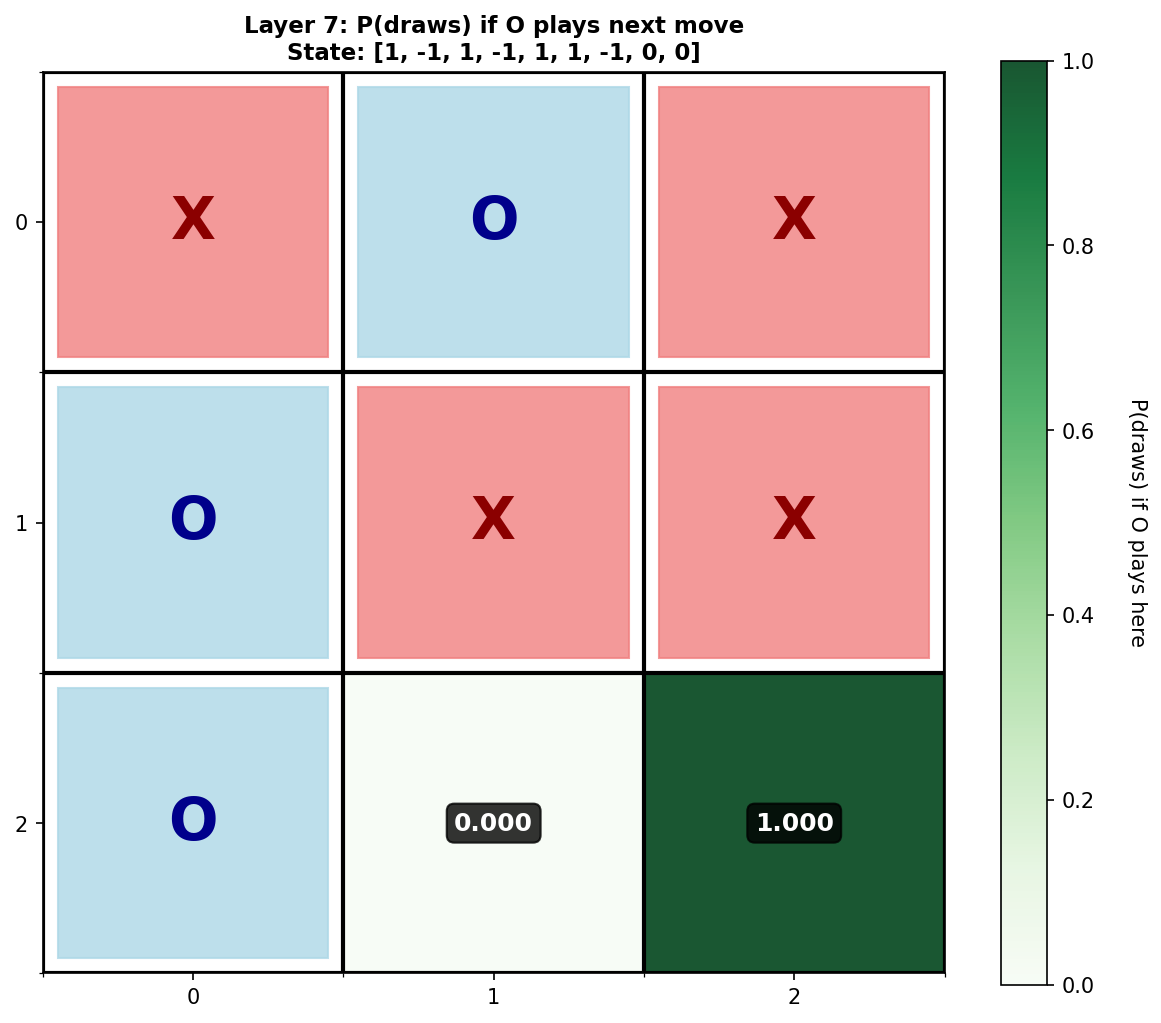 Layer 7: P(draws) if O plays next move
State: [1, -1, 1, -1, 1, 1, -1, 0, 0]
X
O
X
O
X
X
O
0.000
1.000
0
1
2
0
1
2
1.0
0.8
0.6
0.4
0.2
0.0
P(draws) if O plays here